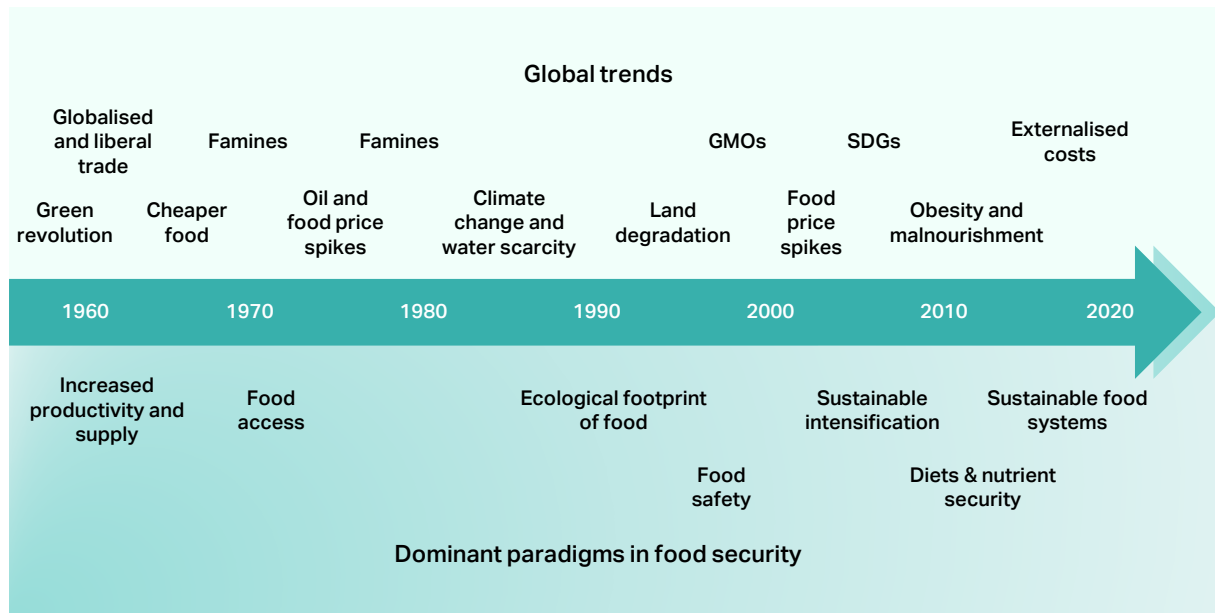 Global trends
Globalised
and liberal
trade
Famines
Famines
GMOs
SDGs
Externalised
costs
Green
revolution
Cheaper
food
Oil and
food price
spikes
Climate
change and
water scarcity
Land
degradation
Food
price
spikes
Obesity and
malnourishment
1960
1970
1980
1990
2000
2010
2020
Increased
productivity and
supply
Food
access
Ecological footprint
of food
Sustainable
intensification
Sustainable food
systems
Food
safety
Diets & nutrient
security
Dominant paradigms in food security